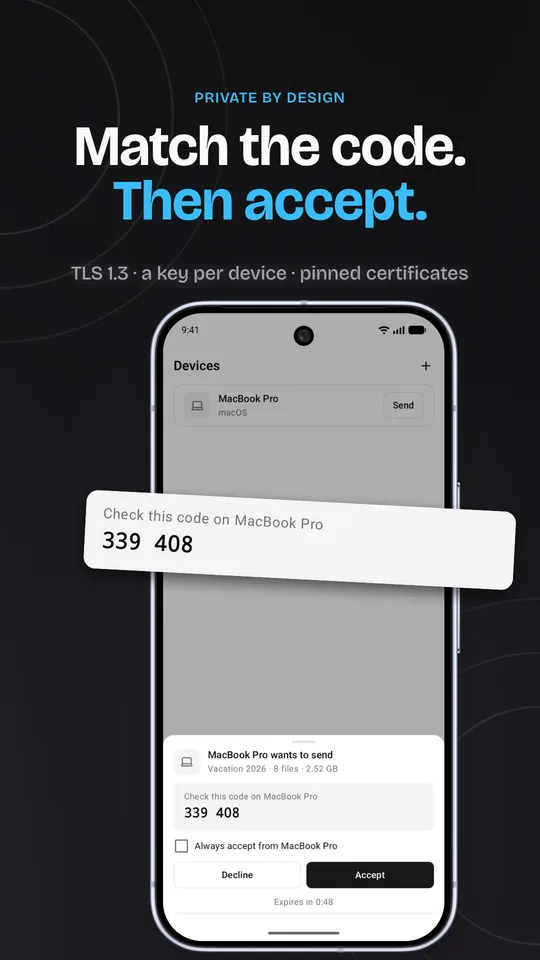 PRIVATE BY DESIGN
Match the code.
Then accept.
TLS 1.3 · a key per device · pinned certificates
9:41
Devices
MacBook Pro
macOS
Send
Check this code on MacBook Pro
339 408
MacBook Pro wants to send
Vacation 2026 · 8 files · 2.52 GB
Check this code on MacBook Pro
339 408
Always accept from MacBook Pro
Decline
Accept
Expires in 0:48